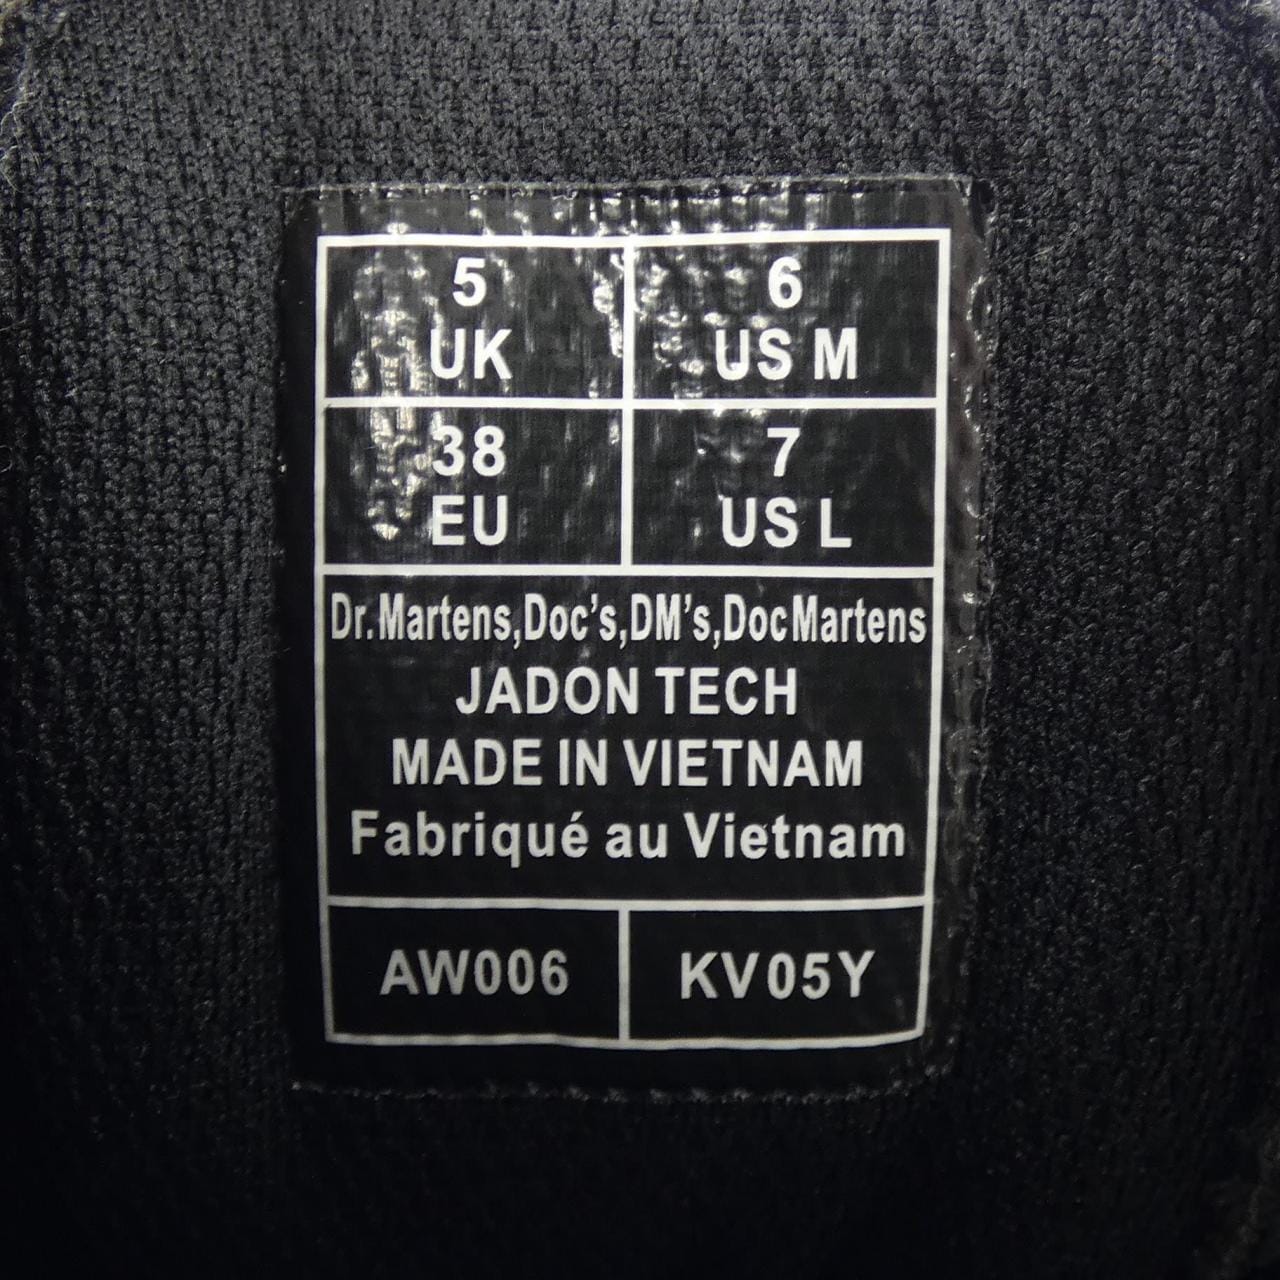 5
UK
6
US M
38
EU
7
US L
Dr.Martens,Doc's,DM's,DocMartens
JADON TECH
MADE IN VIETNAM
Fabriqué au Vietnam
AW006
KV05Y